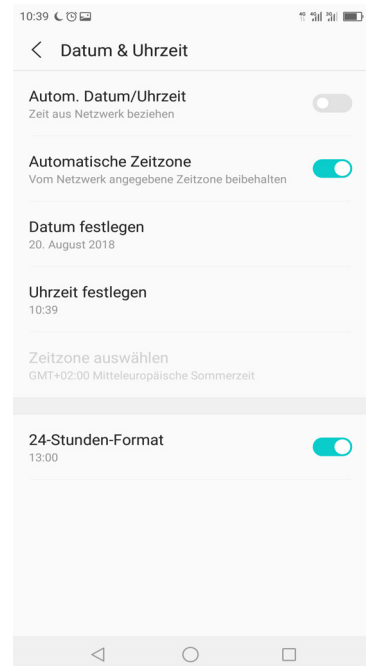 10:39
Datum & Uhrzeit
Autom. Datum/Uhrzeit
Zeit aus Netzwerk beziehen
Automatische Zeitzone
Vom Netzwerk angegebene Zeitzone beibehalten
Datum festlegen
20. August 2018
Uhrzeit festlegen
10:39
Zeitzone auswählen
GMT+02:00 Mitteleuropäische Sommerzeit
24-Stunden-Format
13:00